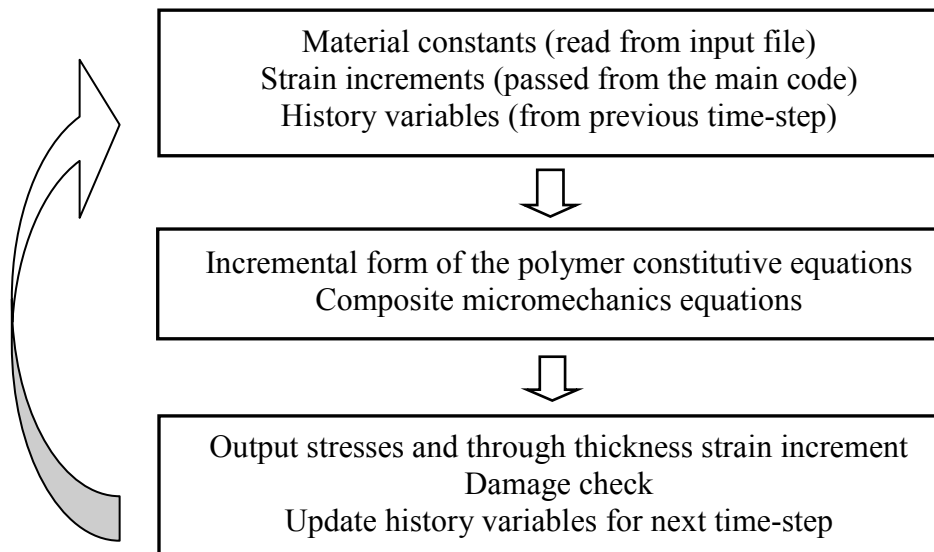 Material constants (read from input file)
Strain increments (passed from the main code)
History variables (from previous time-step)
Incremental form of the polymer constitutive equations
Composite micromechanics equations
Output stresses and through thickness strain increment
Damage check
Update history variables for next time-step